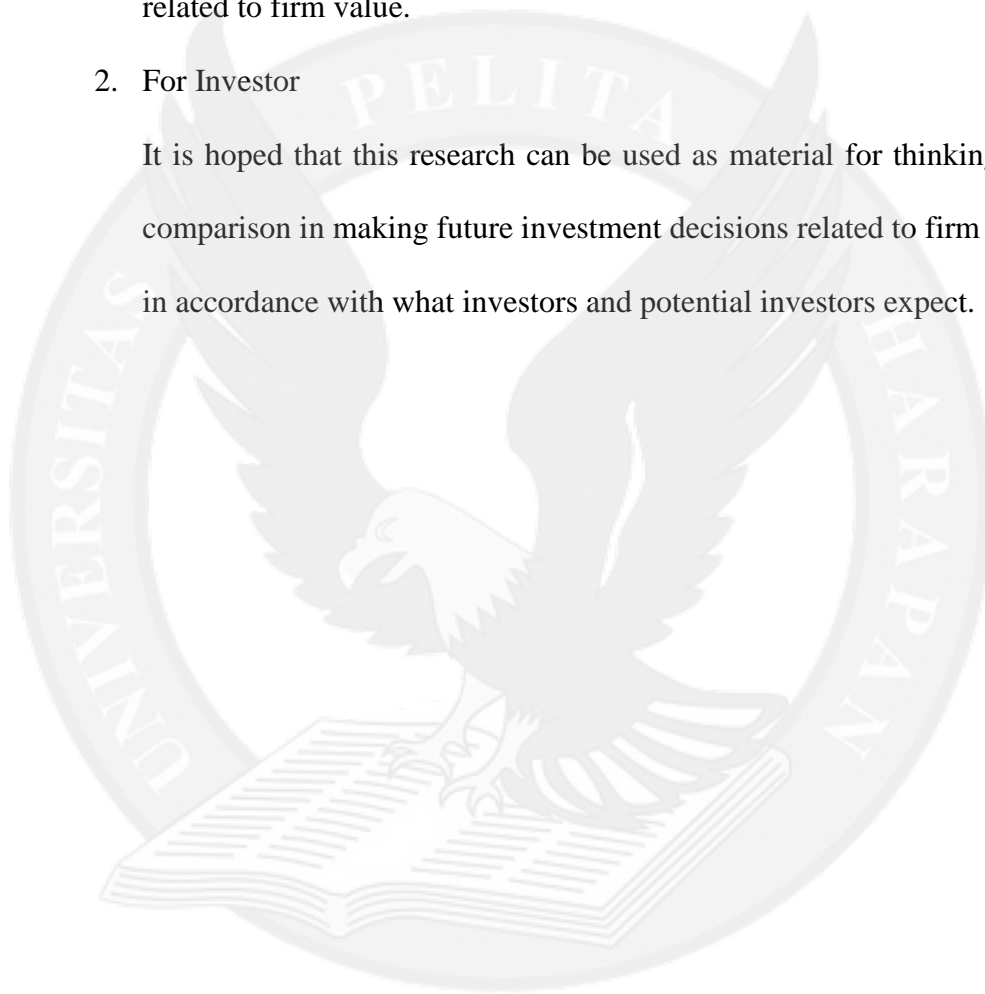 related to firm value.
2. For Investor
It is hoped that this research can be used as material for thinking
comparison in making future investment decisions related to firm
in accordance with what investors and potential investors expect.
UNIVERSITAS PELITA HARAPAN